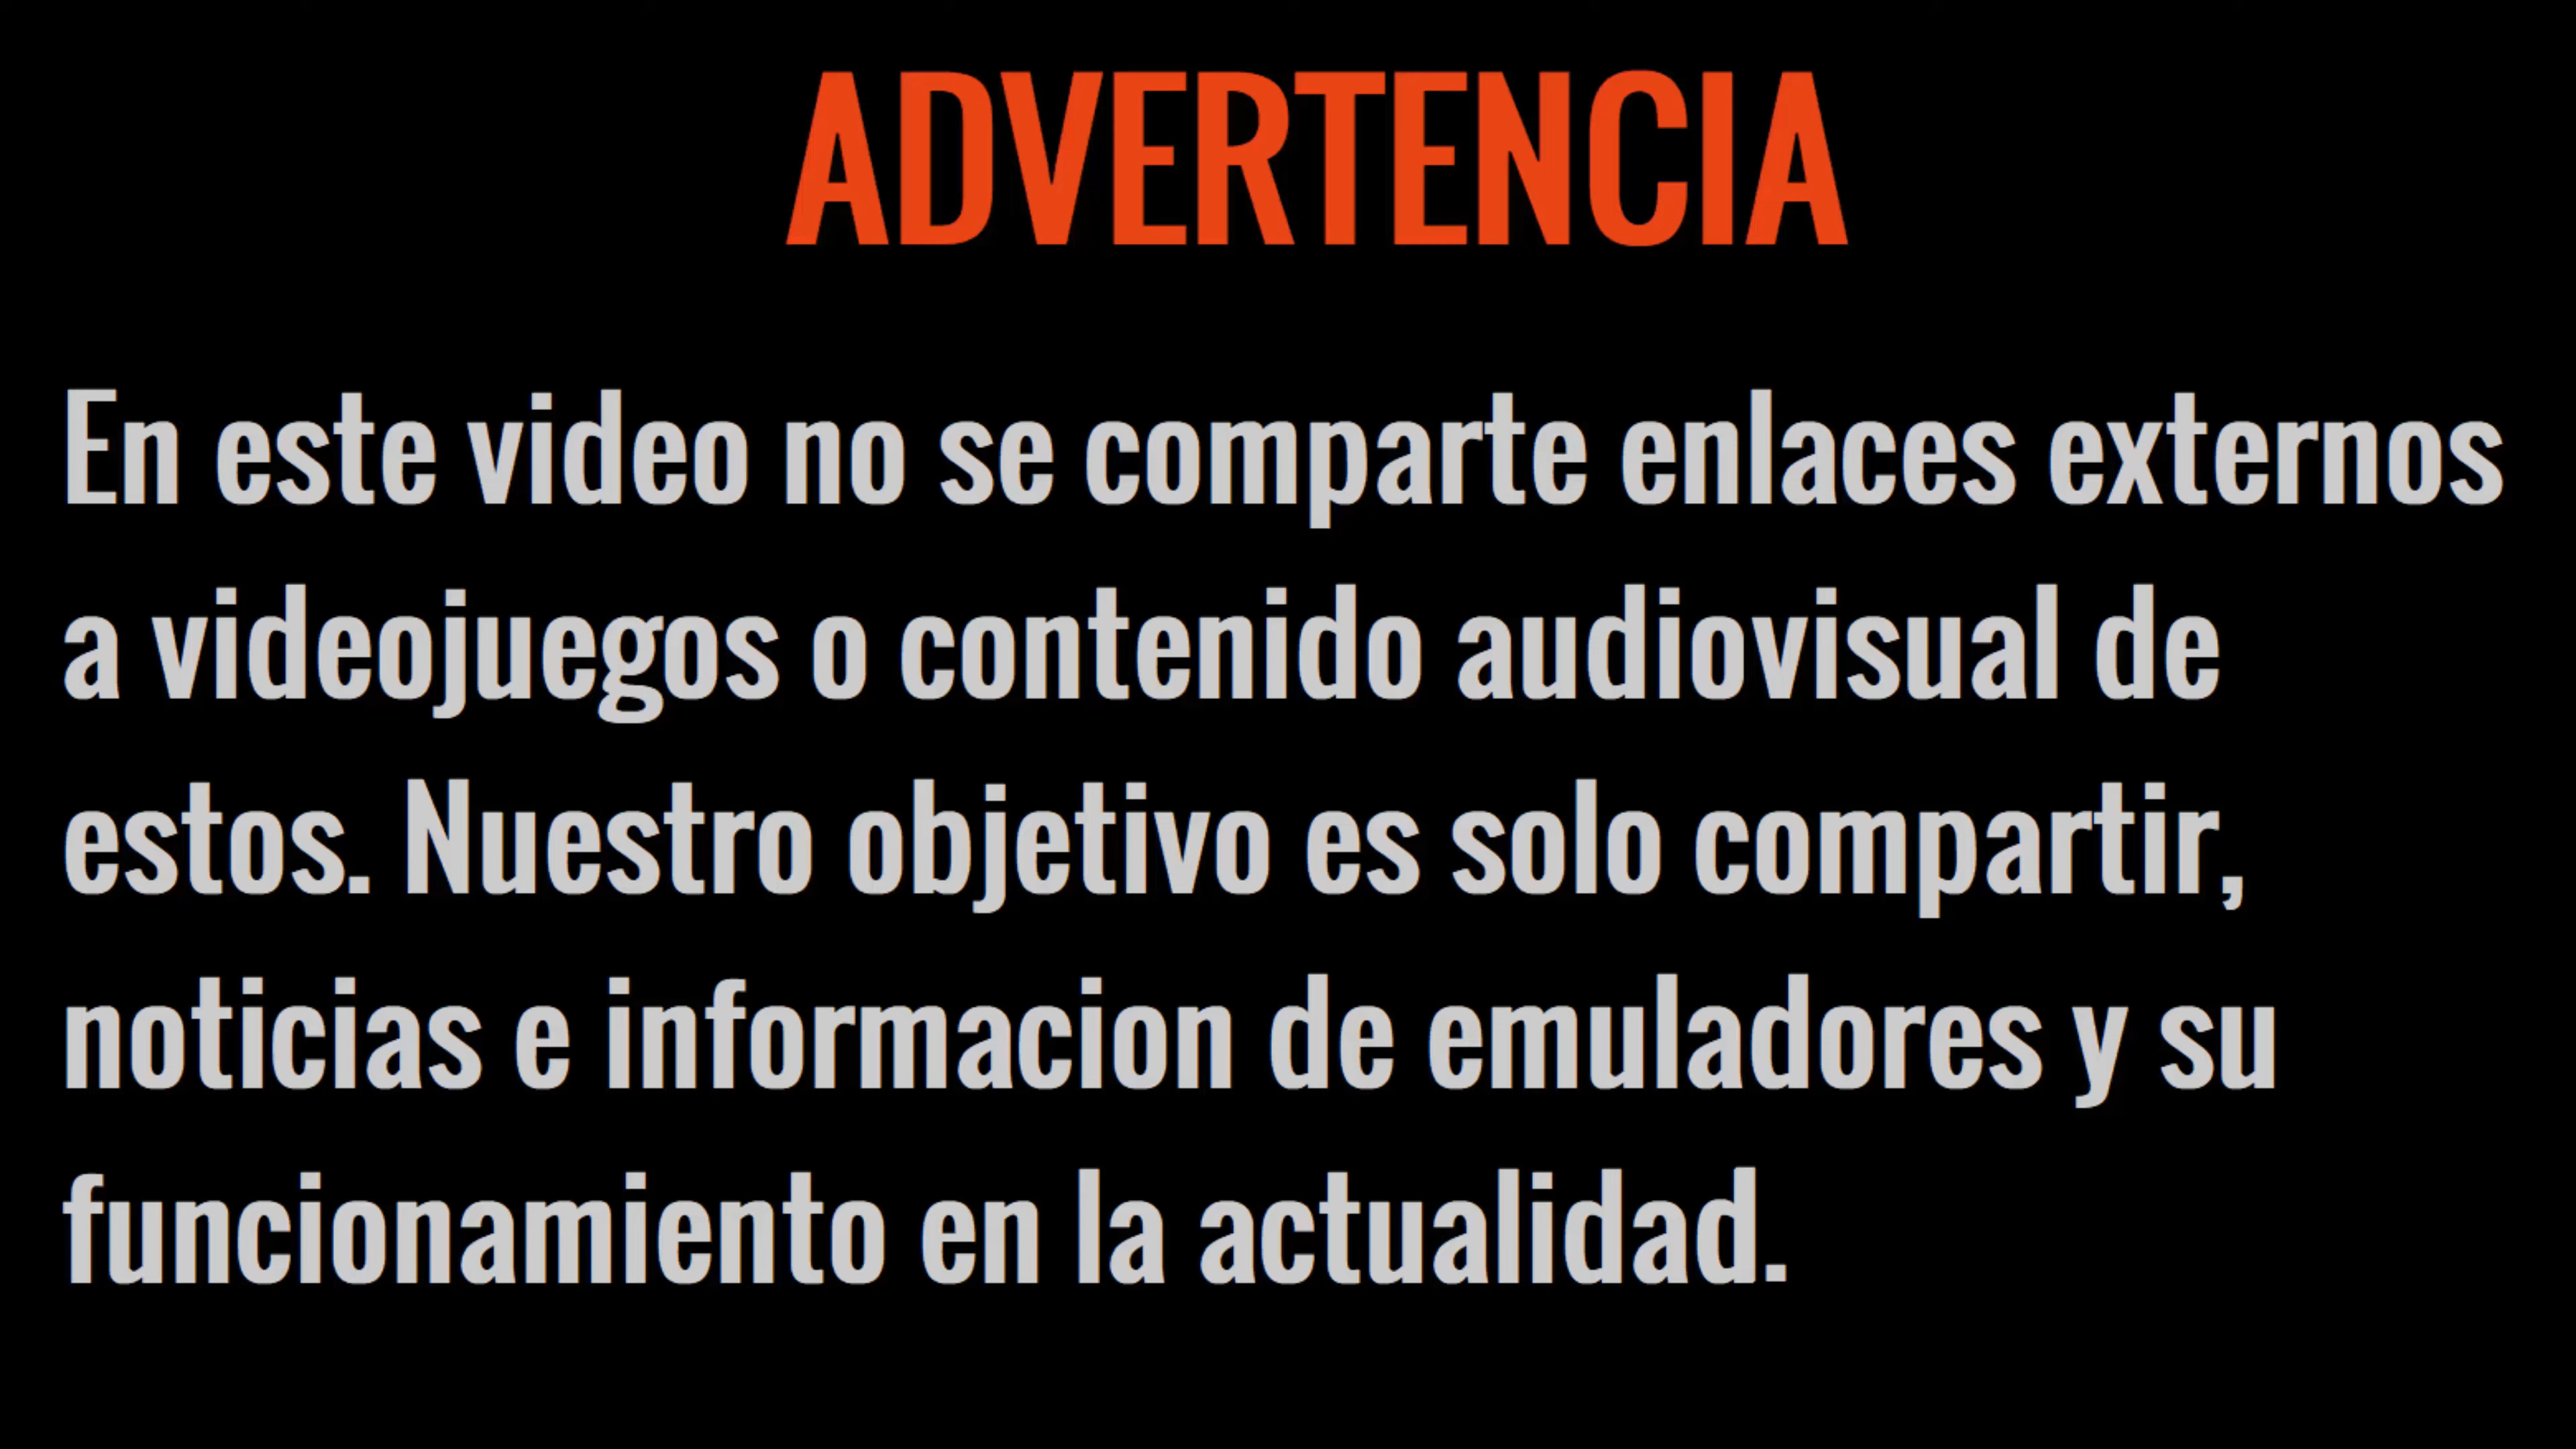 ADVERTENCIA
En este video no se comparte enlaces externos
a videojuegos o contenido audiovisual de
estos. Nuestro objetivo es solo compartir,
noticias e informacion de emuladores y su
funcionamiento en la actualidad.